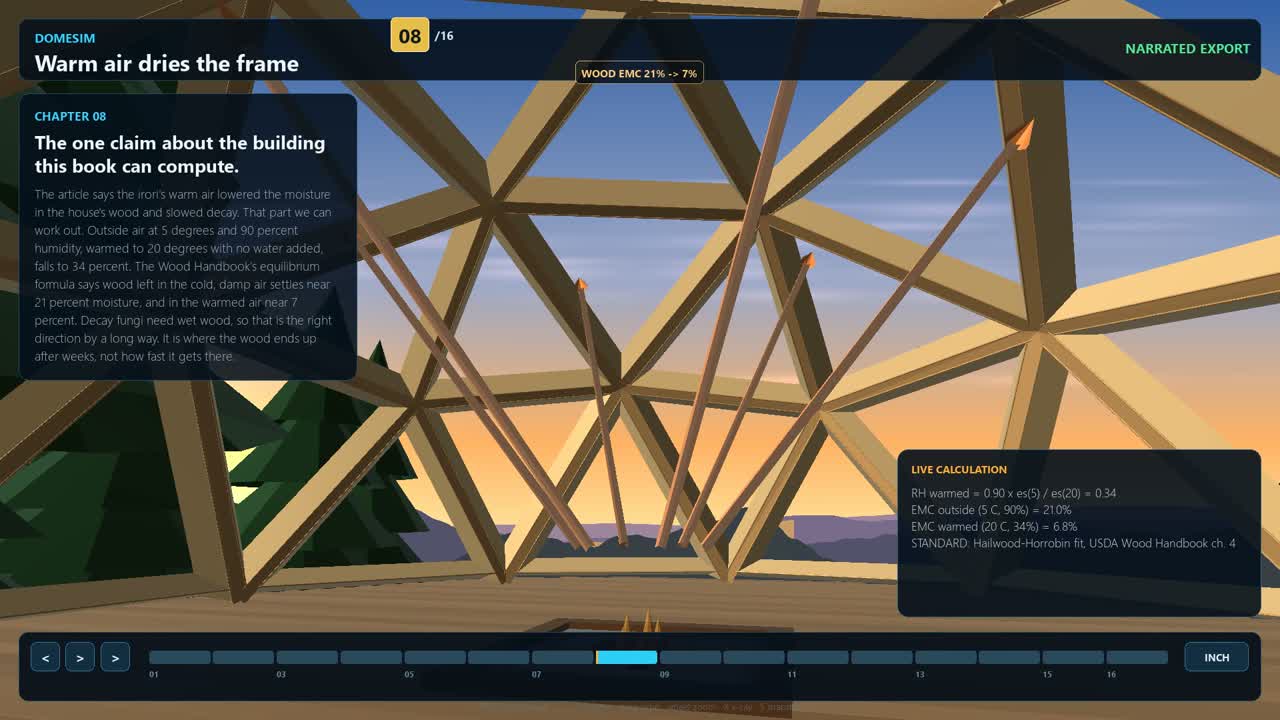 DOMESIM
Warm air dries the frame
08 /16
NARRATED EXPORT
WOOD EMC 21% -> 7%
CHAPTER 08
The one claim about the building
this book can compute.
The article says the irori's warm air lowered the moisture
in the house's wood and slowed decay. That part we can
work out. Outside air at 5 degrees and 90 percent
humidity, warmed to 20 degrees with no water added,
falls to 34 percent. The Wood Handbook's equilibrium
formula says wood left in the cold, damp air settles near
21 percent moisture, and in the warmed air near 7
percent. Decay fungi need wet wood, so that is the right
direction by a long way. It is where the wood ends up
after weeks, not how fast it gets there.
LIVE CALCULATION
RH warmed = 0.90 x es(5) / es(20) = 0.34
EMC outside (5 C, 90%) = 21.0%
EMC warmed (20 C, 34%) = 6.8%
STANDARD: Hailwood-Horrobin fit, USDA Wood Handbook ch. 4
< > >
01 03 05 07 09 11 13 15 16
INCH